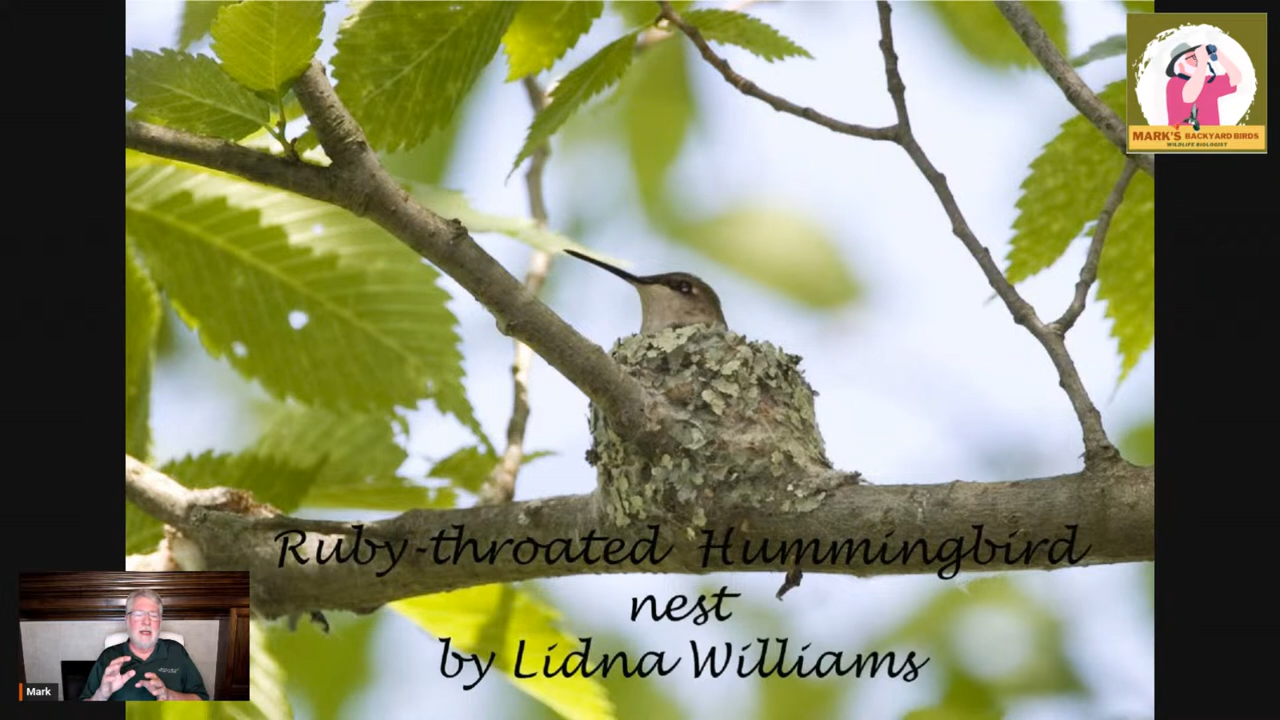 MARK'S BACKYARD BIRDS
WILDLIFE BIOLOGIST
Ruby-throated Hummingbird
nest
by Lidna Williams
Mark